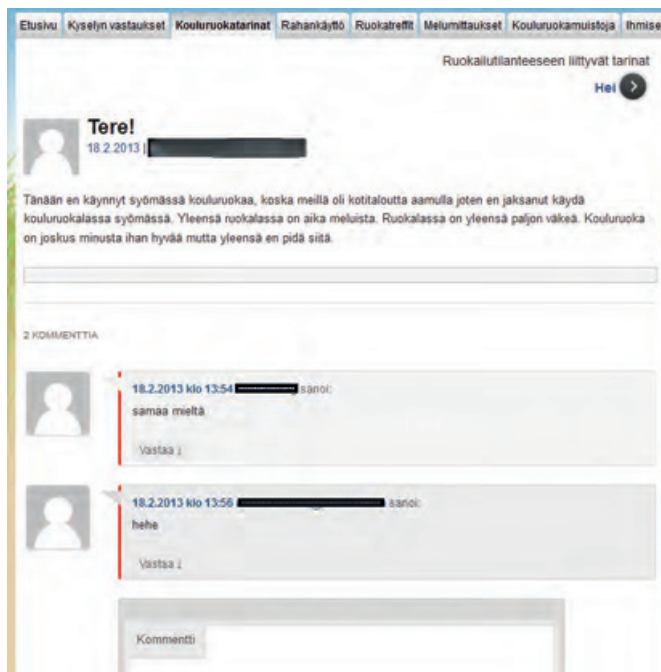 Etusivu Kyselyn vastaukset Kouluruokatarinat Rahankäyttö Ruokatreffit Melumittaukset Kouluruokamuistoja Ihmise
Ruokailutilanteeseen liittyvät tarinat
Hei
Tere!
18.2.2013 |
Tänään en käynnyt syömässä kouluruokaa, koska meillä oli kotitaloutta aamulla joten en jaksanut käydä
kouluruokalassa syömässä. Yleensä ruokalassa on aika meluista. Ruokalassa on yleensä paljon väkeä. Kouluruoka
on joskus minusta ihan hyvää mutta yleensä en pidä siitä.
2 KOMMENTTIA
18.2.2013 klo 13:54 sanoi:
samaa mieltä
Vastaa ↓
18.2.2013 klo 13:56 sanoi:
hehe
Vastaa ↓
Kommentti